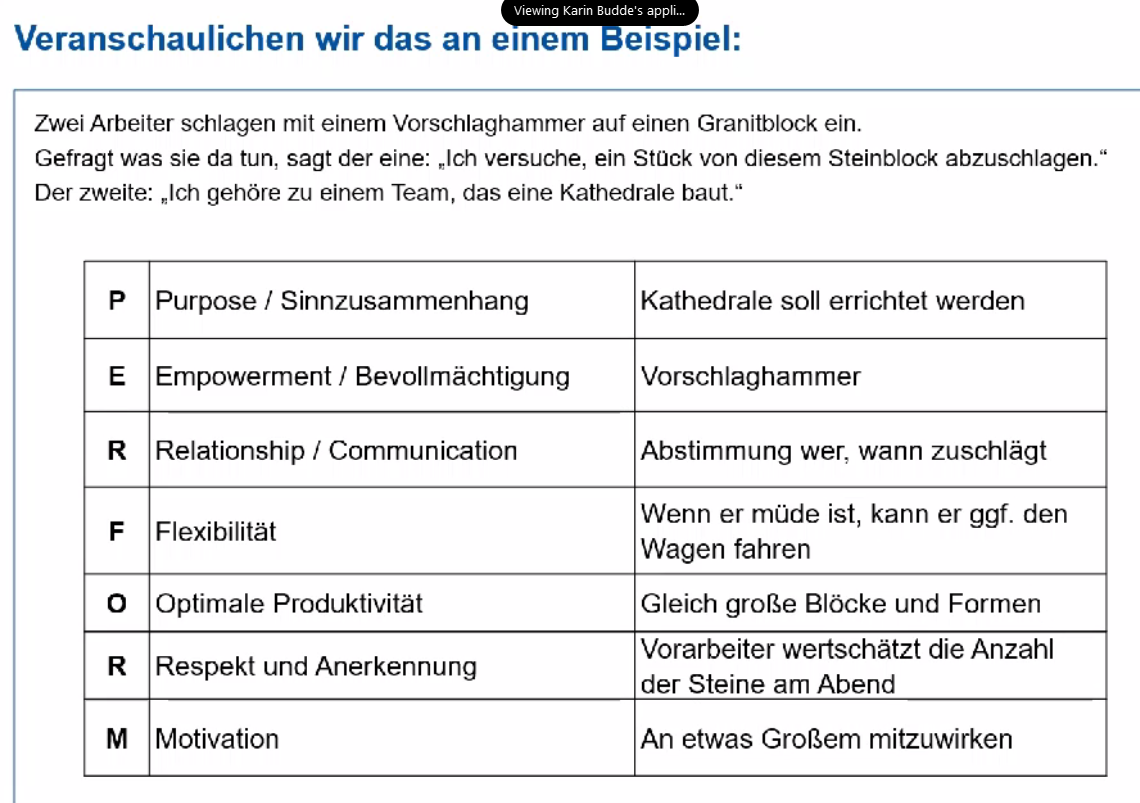 Viewing Karin Budde's appli...
Veranschaulichen wir das an einem Beispiel:
Zwei Arbeiter schlagen mit einem Vorschlaghammer auf einen Granitblock ein.
Gefragt was sie da tun, sagt der eine: „Ich versuche, ein Stück von diesem Steinblock abzuschlagen.“
Der zweite: „Ich gehöre zu einem Team, das eine Kathedrale baut.“
P Purpose / Sinnzusammenhang Kathedrale soll errichtet werden
E Empowerment / Bevollmächtigung Vorschlaghammer
R Relationship / Communication Abstimmung wer, wann zuschlägt
F Flexibilität Wenn er müde ist, kann er ggf. den
Wagen fahren
O Optimale Produktivität Gleich große Blöcke und Formen
R Respekt und Anerkennung Vorarbeiter wertschätzt die Anzahl
der Steine am Abend
M Motivation An etwas Großem mitzuwirken